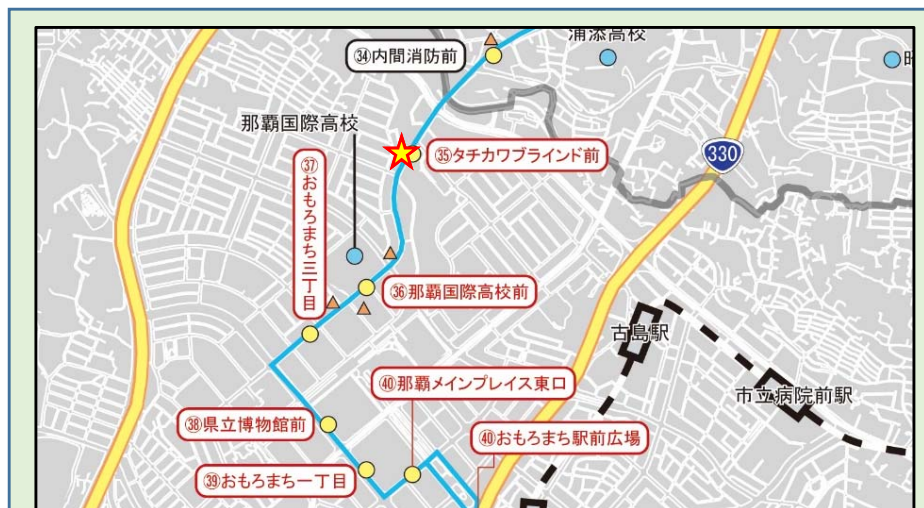 浦添高校
㉞内間消防前
那覇国際高校
㉟タチカワブラインド前
330
㊲おもろまち三丁目
㊱那覇国際高校前
古島駅
㊵那覇メインプレイス東口
市立病院前駅
㊳県立博物館前
㊵おもろまち駅前広場
㊴おもろまち一丁目